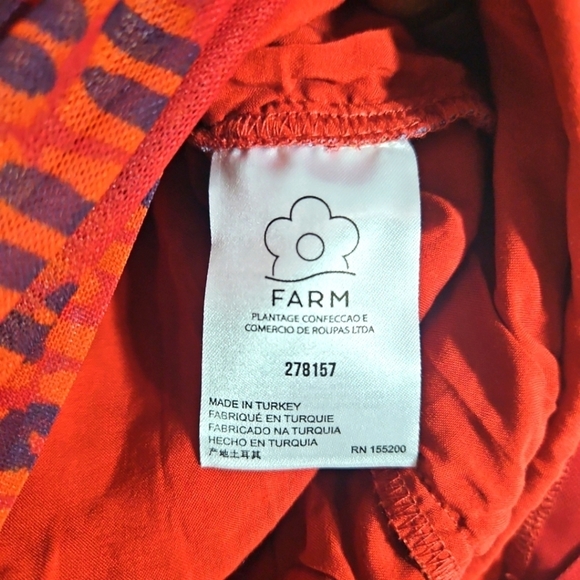 FARM
PLANTAGE CONFECCAO E
COMERCIO DE ROUPAS LTDA
278157
MADE IN TURKEY
FABRIQUÉ EN TURQUIE
FABRICADO NA TURQUIA
HECHO EN TURQUIA
产地土耳其
RN 155200